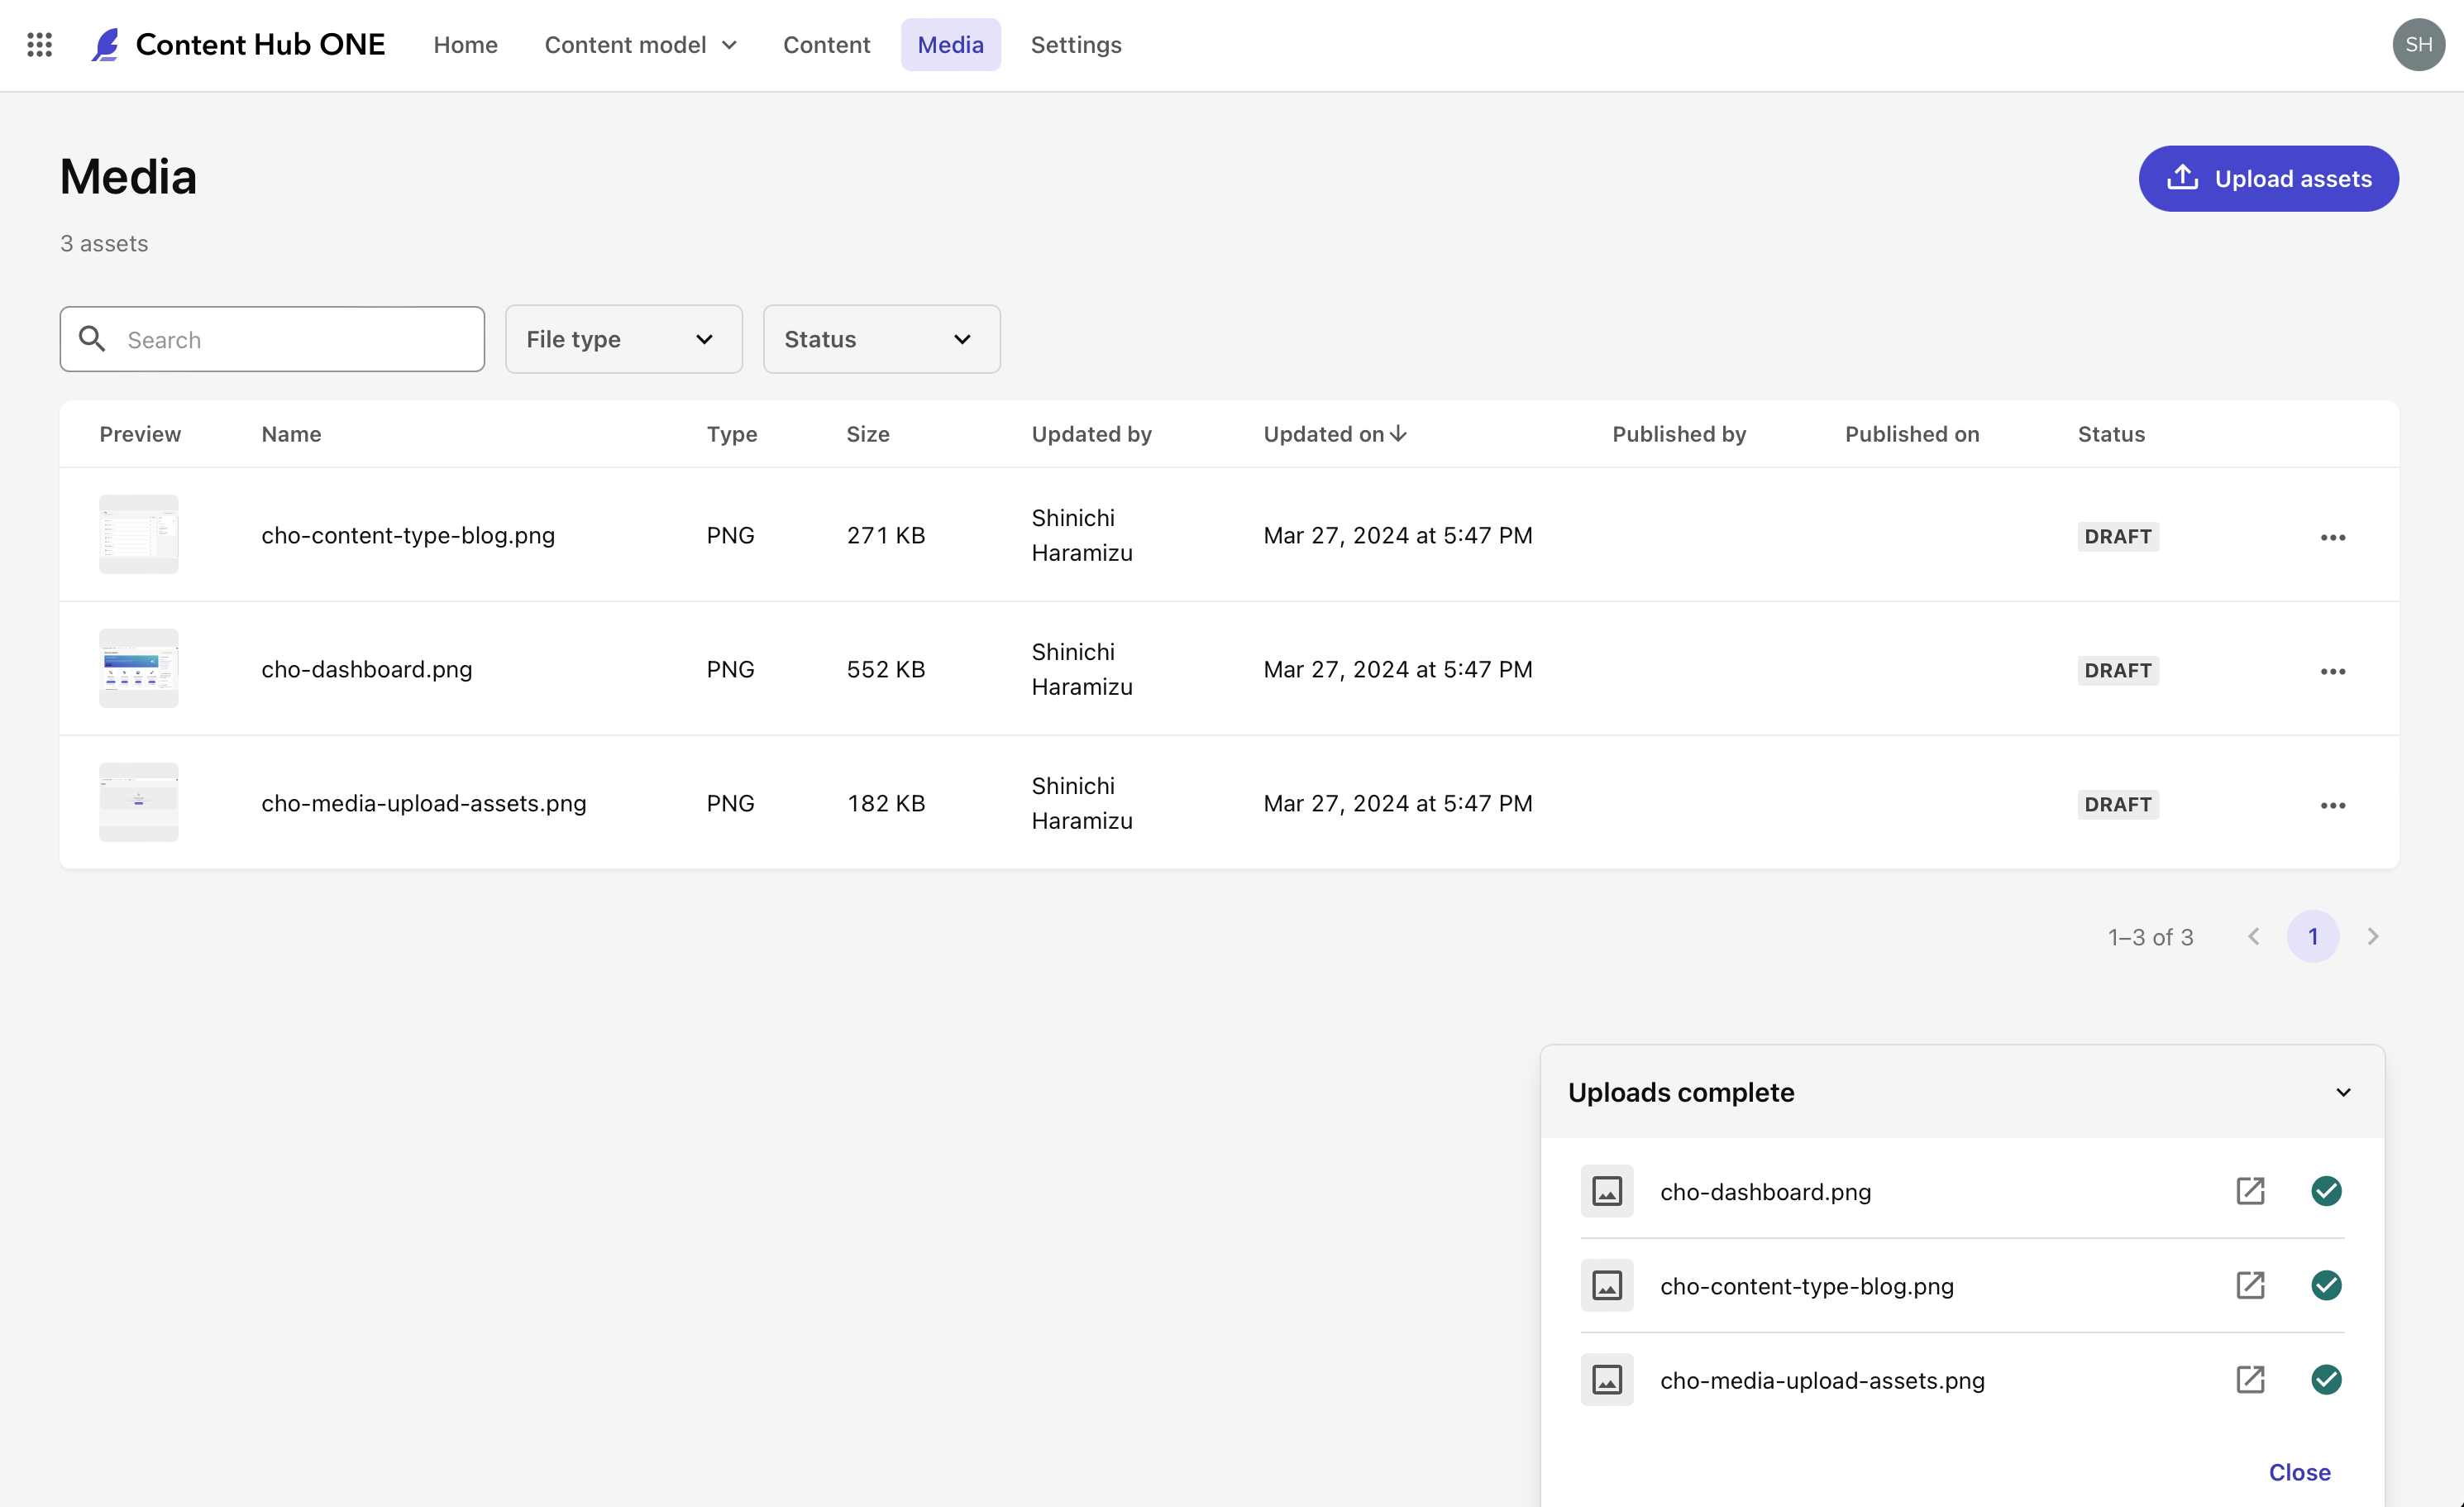 Content Hub ONE Home Content model Content Media Settings SH
Media
Upload assets
3 assets
Search File type Status
Preview Name Type Size Updated by Updated on Published by Published on Status
cho-content-type-blog.png PNG 271 KB Shinichi Haramizu Mar 27, 2024 at 5:47 PM DRAFT
cho-dashboard.png PNG 552 KB Shinichi Haramizu Mar 27, 2024 at 5:47 PM DRAFT
cho-media-upload-assets.png PNG 182 KB Shinichi Haramizu Mar 27, 2024 at 5:47 PM DRAFT
1–3 of 3 1
Uploads complete
cho-dashboard.png
cho-content-type-blog.png
cho-media-upload-assets.png
Close